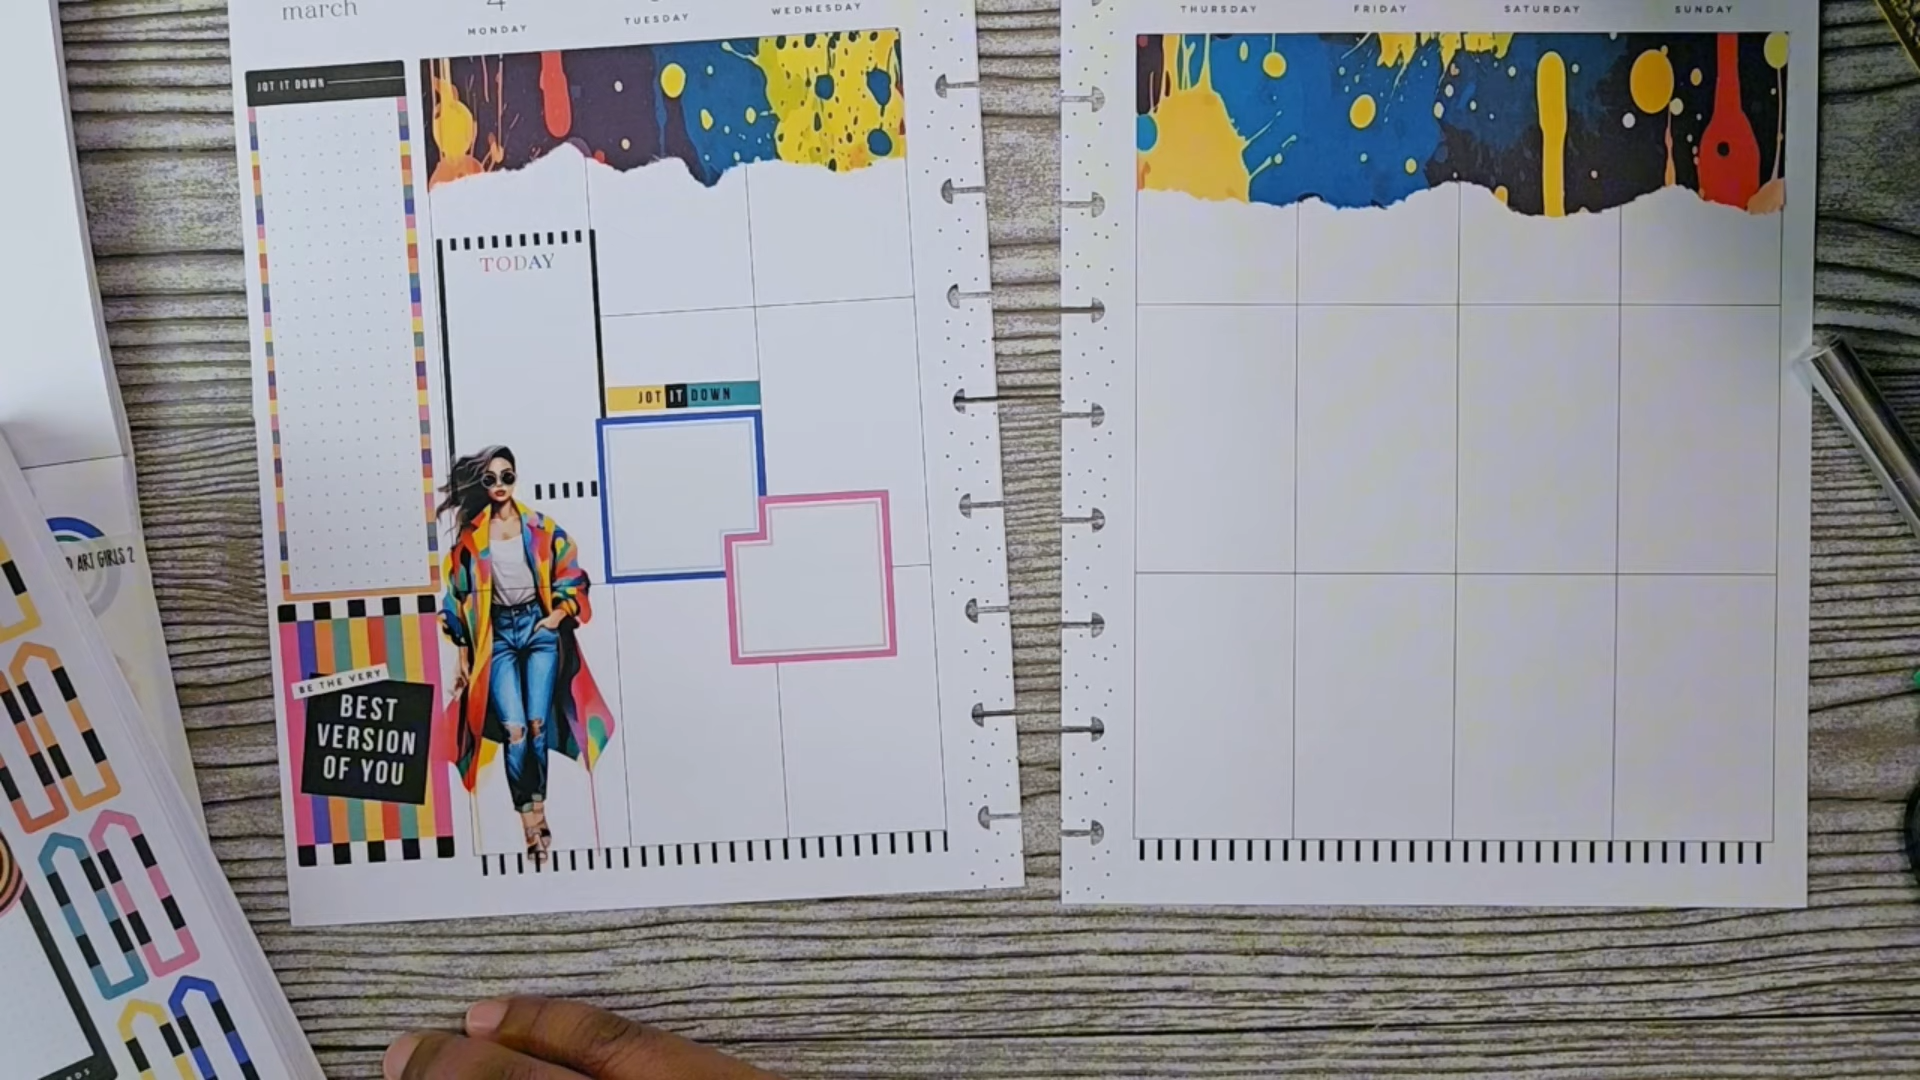 march
4
MONDAY
TUESDAY
WEDNESDAY
THURSDAY
FRIDAY
SATURDAY
SUNDAY
JOT IT DOWN
TODAY
JOT IT DOWN
ART GIRLS 2
BE THE VERY
BEST
VERSION
OF YOU